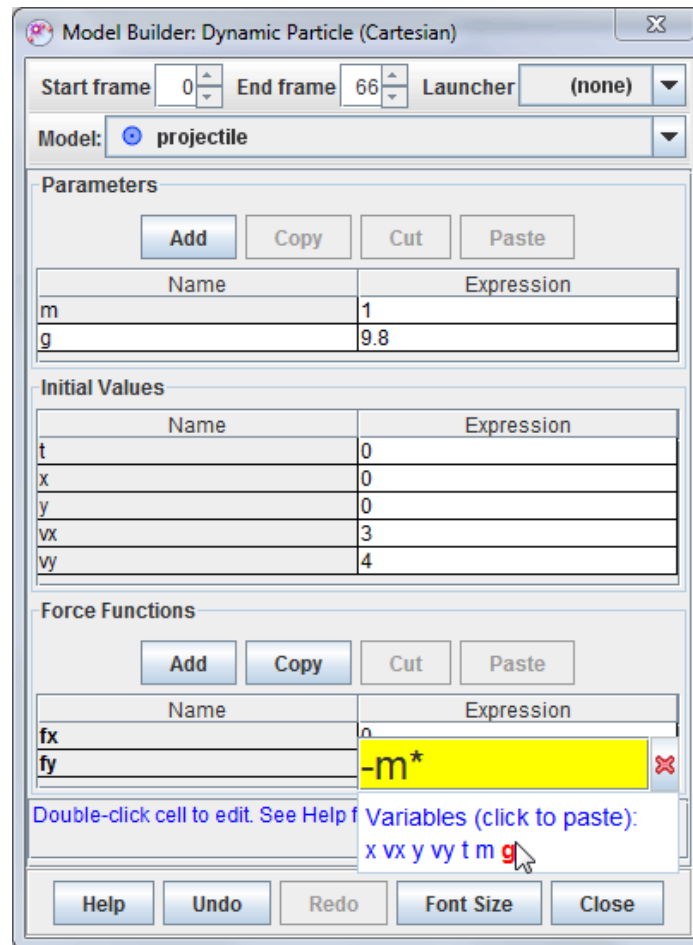 Model Builder: Dynamic Particle (Cartesian)
Start frame 0 End frame 66 Launcher (none)
Model: projectile
Parameters
Add Copy Cut Paste
Name Expression
m 1
g 9.8
Initial Values
Name Expression
t 0
x 0
y 0
vx 3
vy 4
Force Functions
Add Copy Cut Paste
Name Expression
fx 0
fy -m*
Double-click cell to edit. See Help f
Variables (click to paste):
x vx y vy t m g
Help Undo Redo Font Size Close